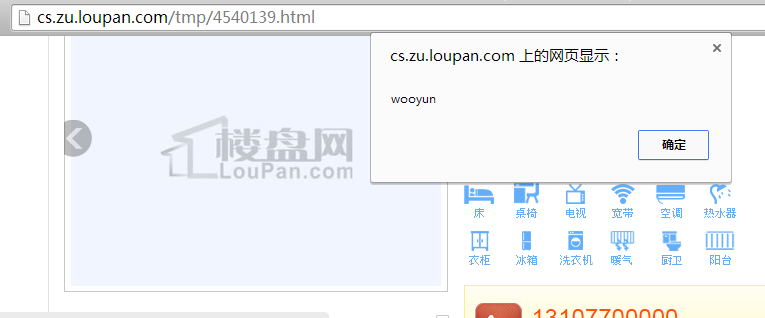 cs.zu.loupan.com/tmp/4540139.html
cs.zu.loupan.com 上的网页显示：
wooyun
确定
楼盘网
LouPan.com
床 桌椅 电视 宽带 空调 热水器
衣柜 冰箱 洗衣机 暖气 厨卫 阳台
13107700000